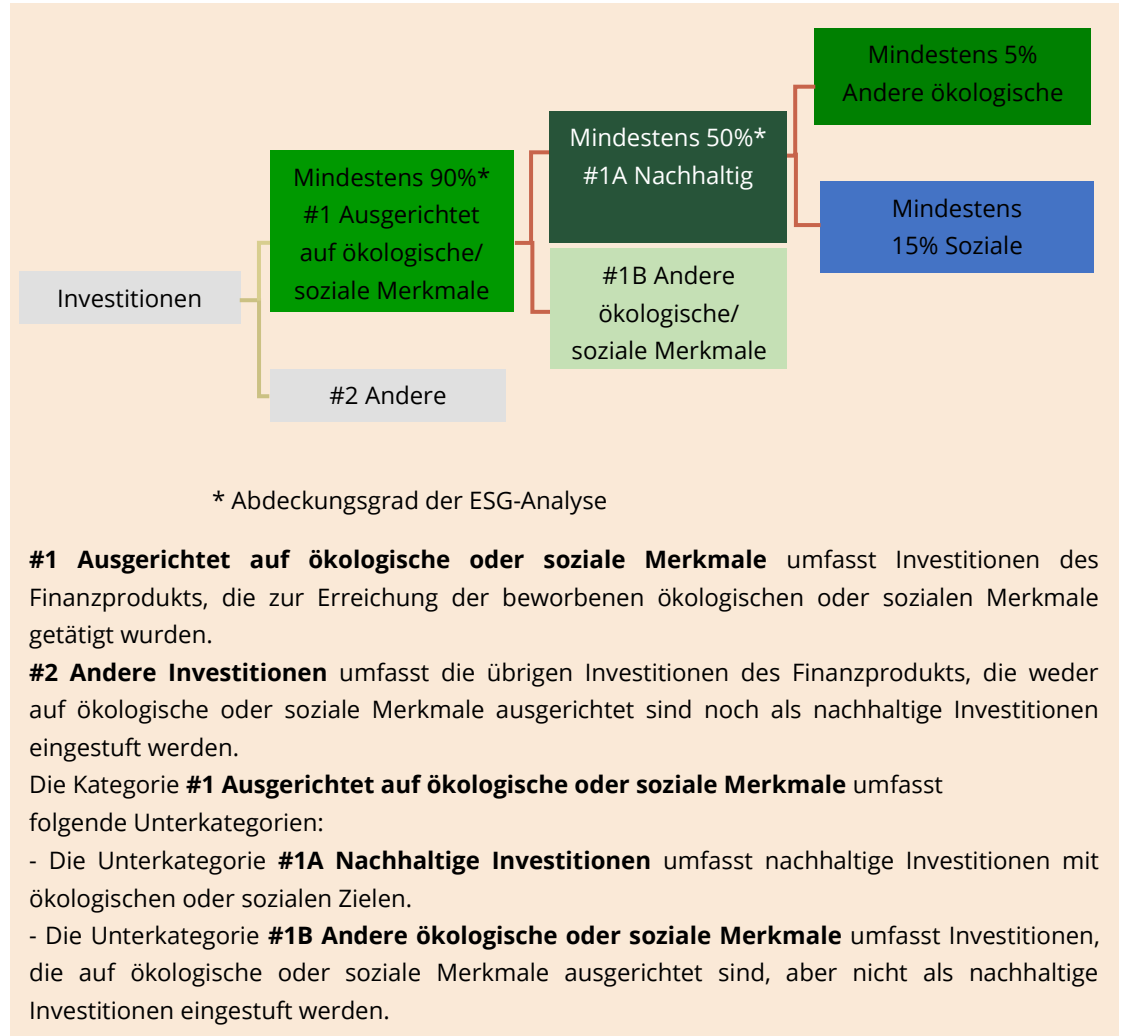 Mindestens 5%
Andere ökologische
Mindestens 50%*
#1A Nachhaltig
Mindestens 90%*
#1 Ausgerichtet
auf ökologische/
soziale Merkmale
Mindestens
15% Soziale
#1B Andere
ökologische/
soziale Merkmale
Investitionen
#2 Andere
* Abdeckungsgrad der ESG-Analyse
#1 Ausgerichtet auf ökologische oder soziale Merkmale umfasst Investitionen des
Finanzprodukts, die zur Erreichung der beworbenen ökologischen oder sozialen Merkmale
getätigt wurden.
#2 Andere Investitionen umfasst die übrigen Investitionen des Finanzprodukts, die weder
auf ökologische oder soziale Merkmale ausgerichtet sind noch als nachhaltige Investitionen
eingestuft werden.
Die Kategorie #1 Ausgerichtet auf ökologische oder soziale Merkmale umfasst
folgende Unterkategorien:
- Die Unterkategorie #1A Nachhaltige Investitionen umfasst nachhaltige Investitionen mit
ökologischen oder sozialen Zielen.
- Die Unterkategorie #1B Andere ökologische oder soziale Merkmale umfasst Investitionen,
die auf ökologische oder soziale Merkmale ausgerichtet sind, aber nicht als nachhaltige
Investitionen eingestuft werden.